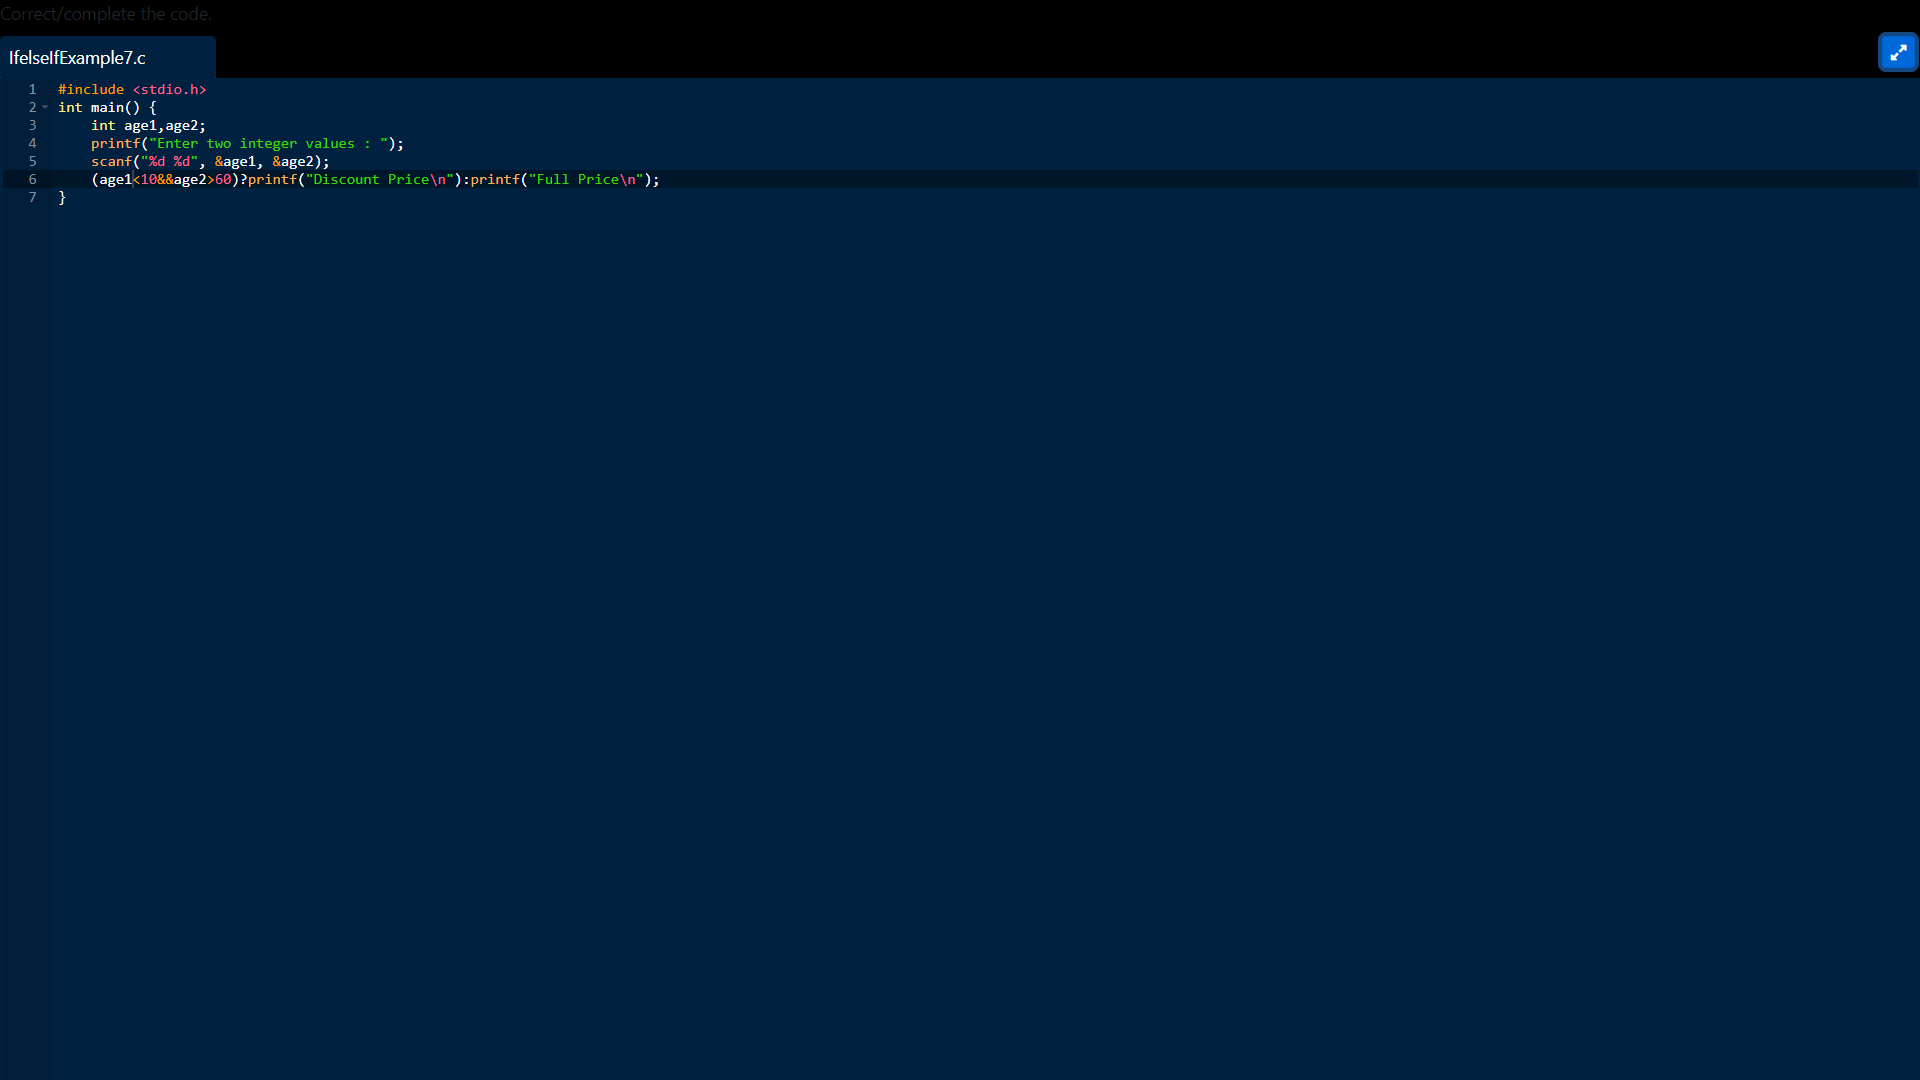 Correct/complete the code.
IfelseIfExample7.c
1 #include <stdio.h>
2 int main() {
3     int age1,age2;
4     printf("Enter two integer values : ");
5     scanf("%d %d", &age1, &age2);
6     (age1<10&&age2>60)?printf("Discount Price\n"):printf("Full Price\n");
7 }